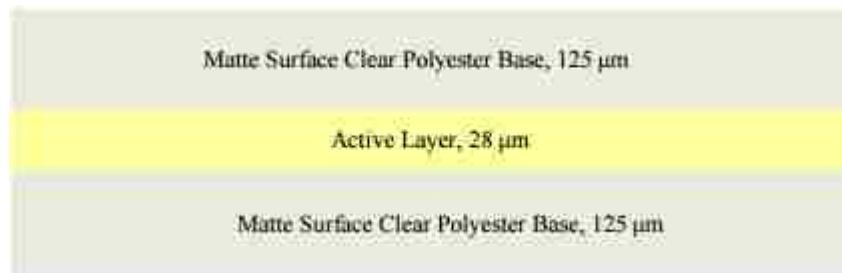 Matte Surface Clear Polyester Base, 125 μm
Active Layer, 28 μm
Matte Surface Clear Polyester Base, 125 μm